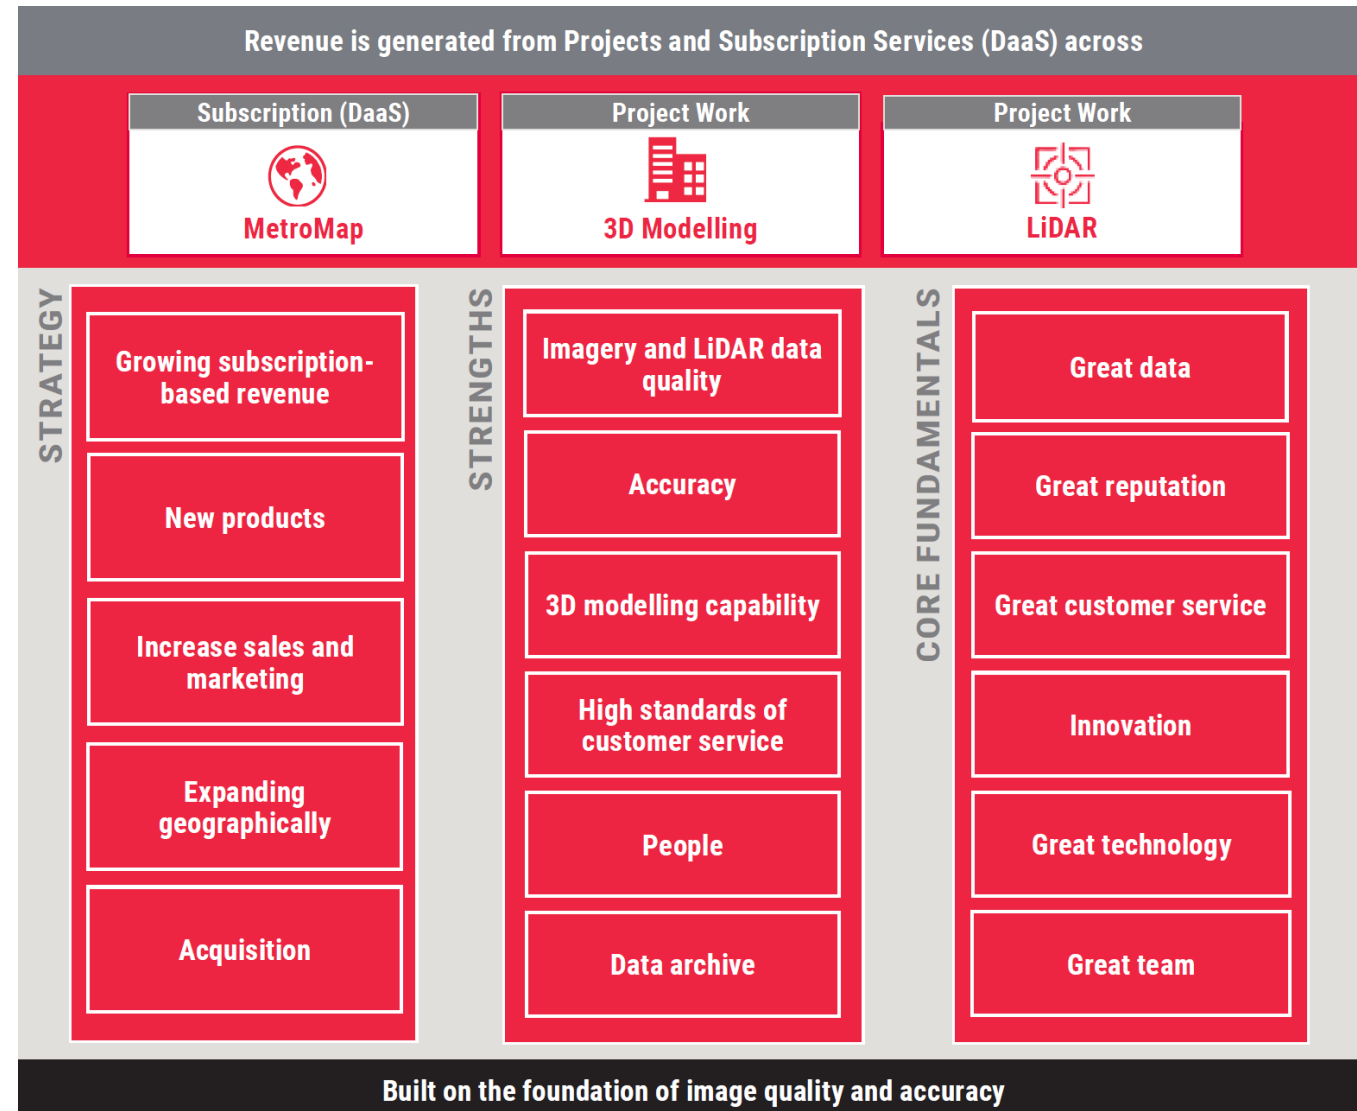 Revenue is generated from Projects and Subscription Services (DaaS) across
Subscription (DaaS)
MetroMap
Project Work
3D Modelling
Project Work
LiDAR
STRATEGY
Growing subscription-
based revenue
New products
Increase sales and
marketing
Expanding
geographically
Acquisition
STRENGTHS
Imagery and LiDAR data
quality
Accuracy
3D modelling capability
High standards of
customer service
People
Data archive
CORE FUNDAMENTALS
Great data
Great reputation
Great customer service
Innovation
Great technology
Great team
Built on the foundation of image quality and accuracy